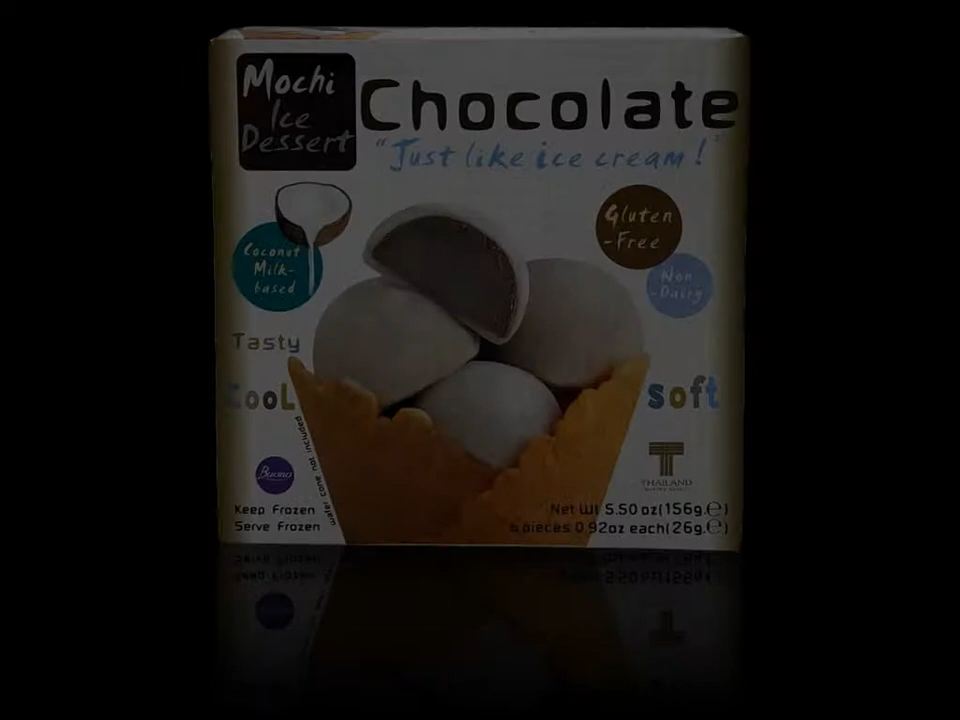 Mochi
Ice
Dessert
Chocolate
"Just like ice cream!"
Coconut
Milk-
based
Gluten
-Free
Non
-Dairy
Tasty
Cool
Soft
wafer cone not included
Buono
THAILAND
Keep Frozen
Serve Frozen
Net Wt 5.50 oz(156g.℮)
6 pieces 0.92oz each(26g.℮)